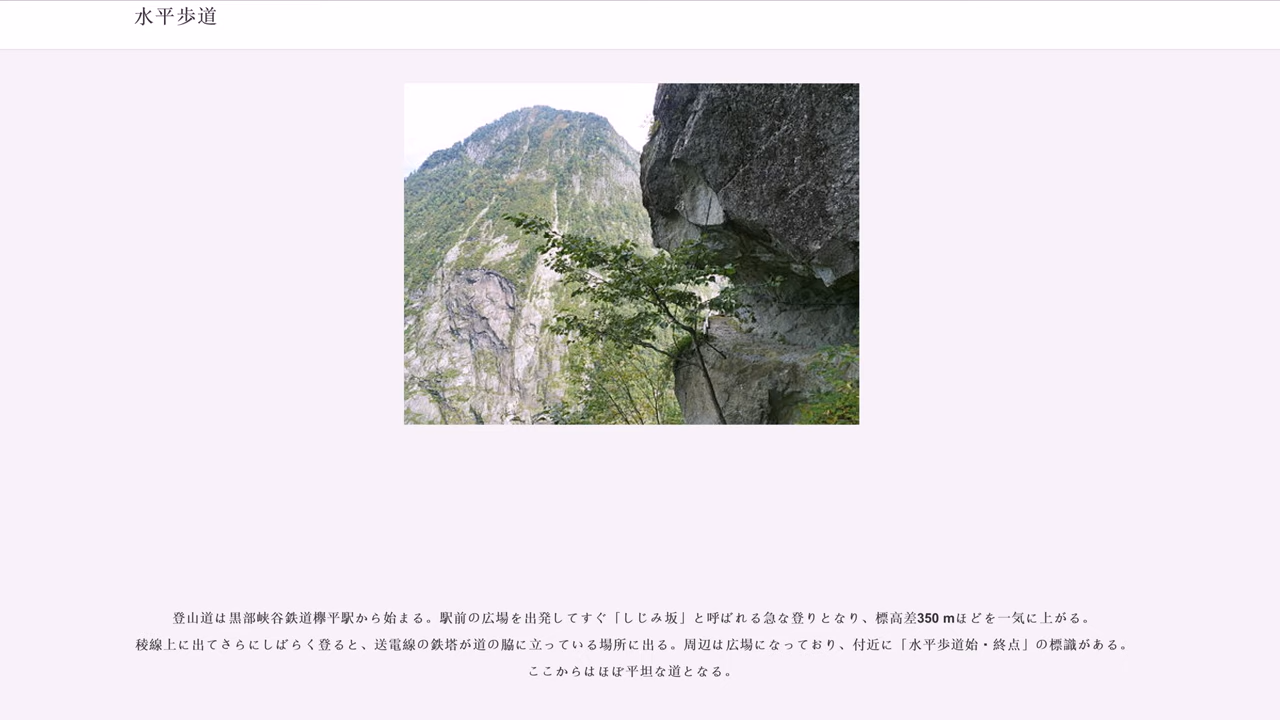 水平歩道
登山道は黒部峡谷鉄道欅平駅から始まる。駅前の広場を出発してすぐ「しじみ坂」と呼ばれる急な登りとなり、標高差350 mほどを一気に上がる。
稜線上に出てさらにしばらく登ると、送電線の鉄塔が道の脇に立っている場所に出る。周辺は広場になっており、付近に「水平歩道始・終点」の標識がある。
ここからはほぼ平坦な道となる。